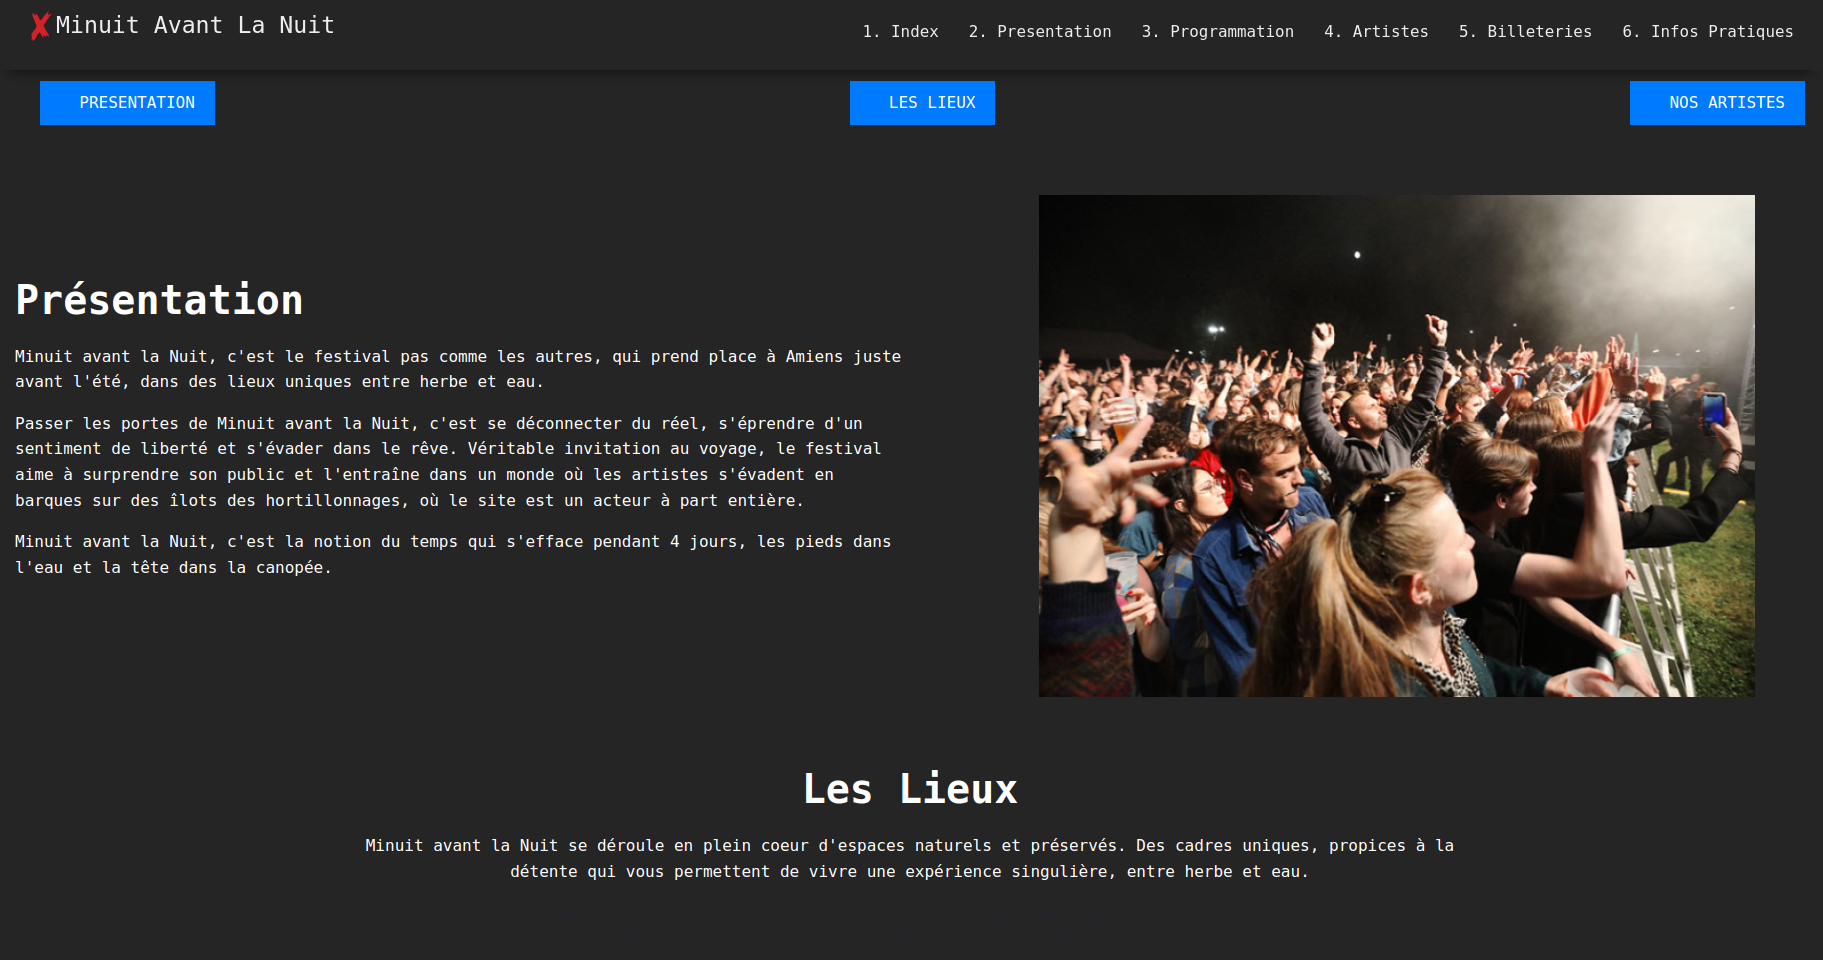 Minuit Avant La Nuit
1. Index 2. Presentation 3. Programmation 4. Artistes 5. Billeteries 6. Infos Pratiques
PRESENTATION LES LIEUX NOS ARTISTES
Présentation
Minuit avant la Nuit, c'est le festival pas comme les autres, qui prend place à Amiens juste
avant l'été, dans des lieux uniques entre herbe et eau.
Passer les portes de Minuit avant la Nuit, c'est se déconnecter du réel, s'éprendre d'un
sentiment de liberté et s'évader dans le rêve. Véritable invitation au voyage, le festival
aime à surprendre son public et l'entraîne dans un monde où les artistes s'évadent en
barques sur des îlots des hortillonnages, où le site est un acteur à part entière.
Minuit avant la Nuit, c'est la notion du temps qui s'efface pendant 4 jours, les pieds dans
l'eau et la tête dans la canopée.
Les Lieux
Minuit avant la Nuit se déroule en plein coeur d'espaces naturels et préservés. Des cadres uniques, propices à la
détente qui vous permettent de vivre une expérience singulière, entre herbe et eau.